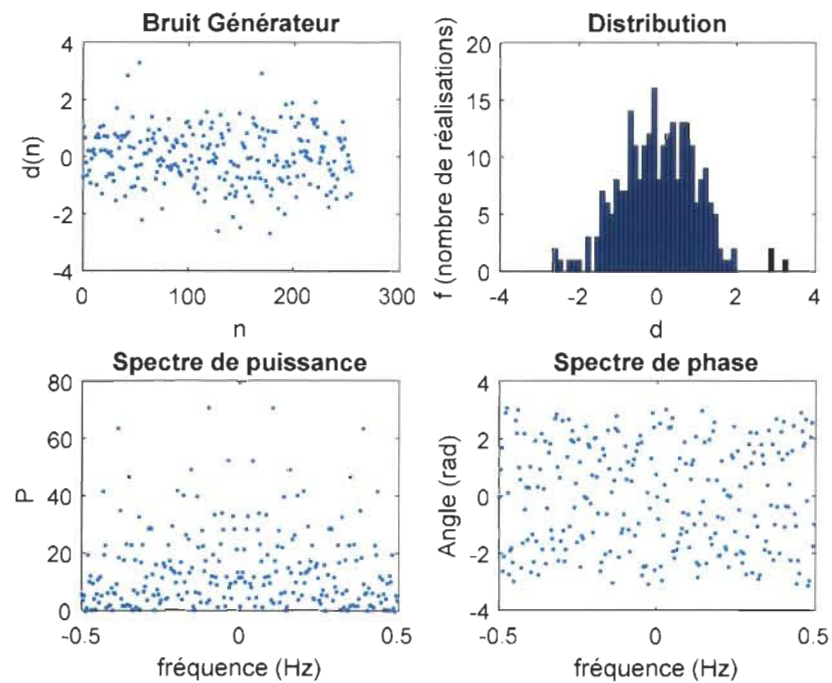 Bruit Générateur
4
2
0
-2
-4
d(n)
0
100
200
300
n
Distribution
20
15
10
5
0
f (nombre de réalisations)
-4
-2
0
2
4
d
Spectre de puissance
80
60
40
20
0
P
-0.5
0
0.5
fréquence (Hz)
Spectre de phase
4
2
0
-2
-4
Angle (rad)
-0.5
0
0.5
fréquence (Hz)